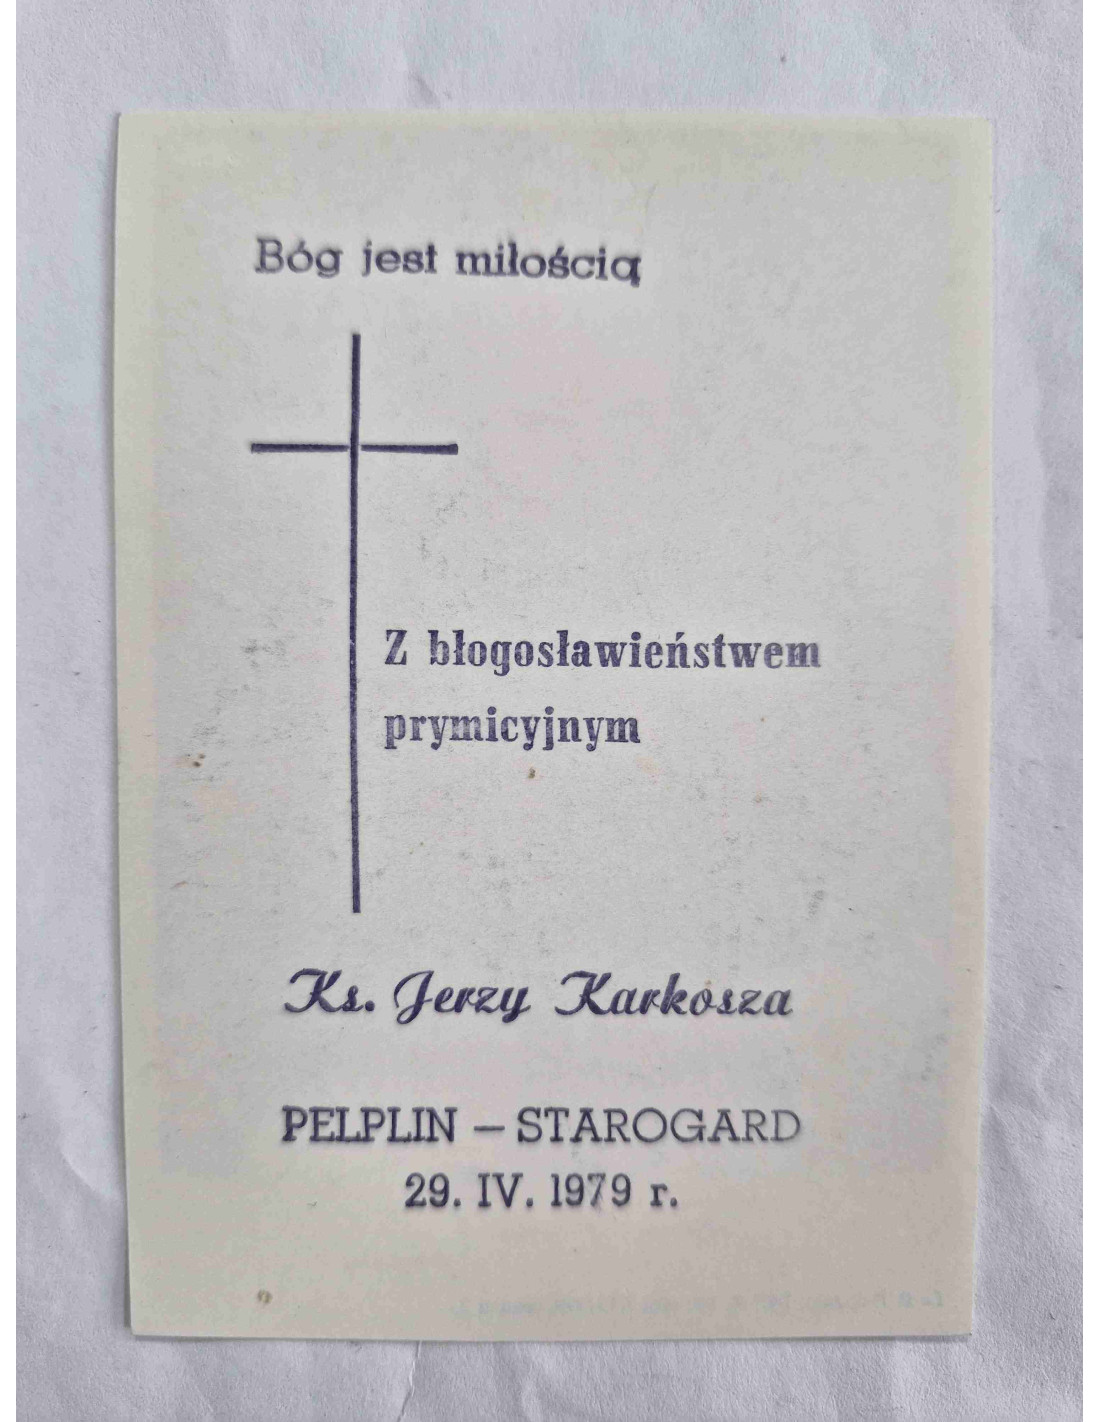 Bóg jest miłością
Z błogosławieństwem
prymicyjnym
Ks. Jerzy Karkosza
PELPLIN — STAROGARD
29. IV. 1979 r.